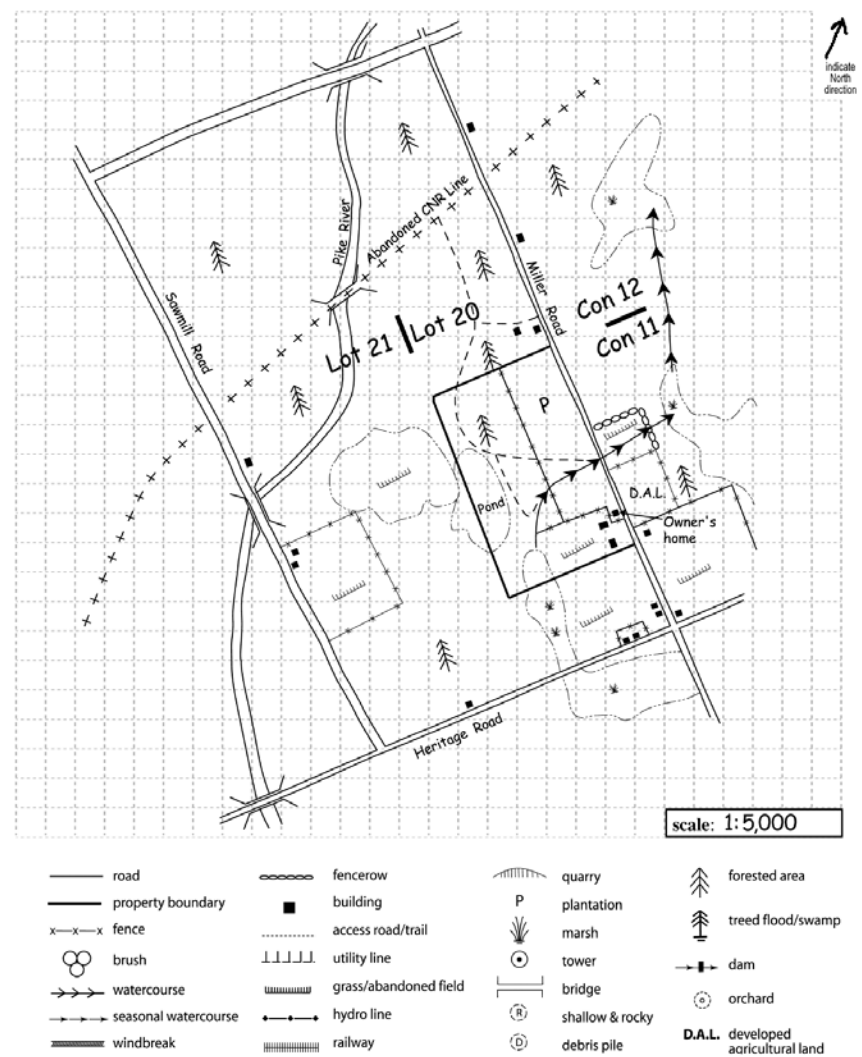 indicate
North
direction
Abandoned CNR Line
Pike River
Sawmill Road
Miller Road
Con 12
Con 11
Lot 21
Lot 20
P
Pond
D.A.L.
Owner's
home
Heritage Road
scale: 1:5,000
road
property boundary
fence
brush
watercourse
seasonal watercourse
windbreak
fencerow
building
access road/trail
utility line
grass/abandoned field
hydro line
railway
quarry
P plantation
marsh
tower
bridge
R shallow & rocky
D debris pile
forested area
treed flood/swamp
dam
orchard
D.A.L. developed
agricultural land